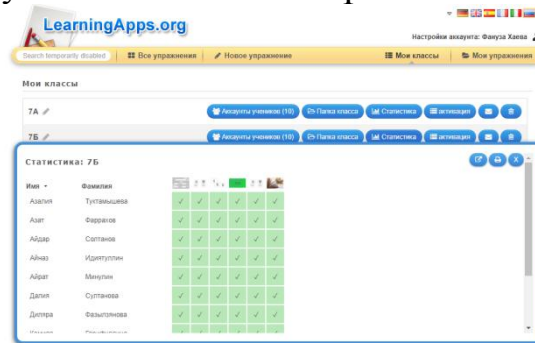 LearningApps.org
Настройки аккаунта: Фануза Хаева
Search temporarily disabled
Все упражнения
Новое упражнение
Мои классы
Мои упражнения
Мои классы
7А
Аккаунты учеников (10)
Папка класса
Статистика
активация
7Б
Аккаунты учеников (10)
Папка класса
Статистика
активация
Статистика: 7Б
X
Имя
Фамилия
Азалия Туктамышева
Азат Фаррахов
Айдар Солтанов
Айназ Идиятуллин
Айрат Минулин
Далия Султанова
Диляра Фазылзянова